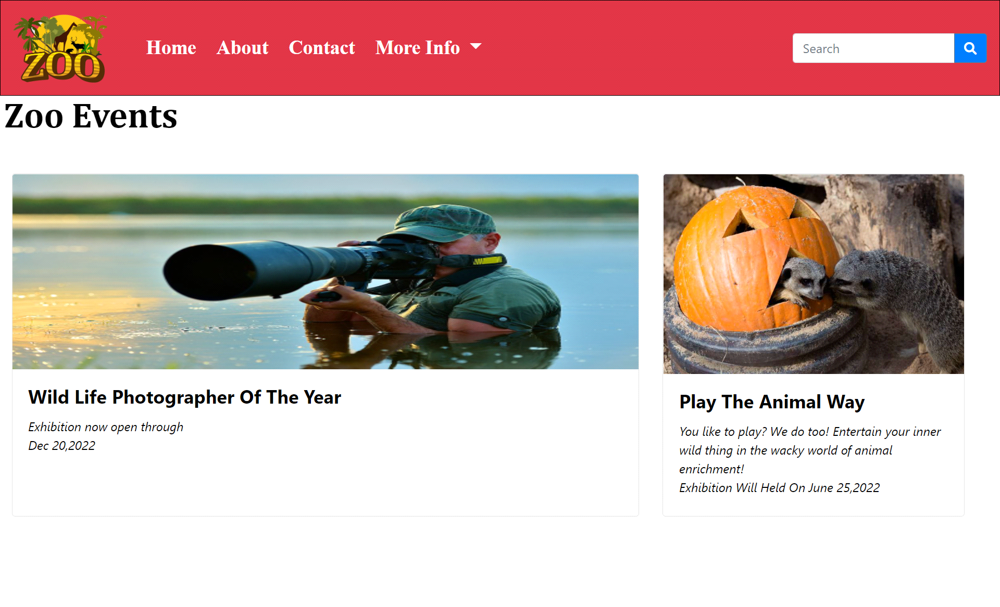 ZOO
Home About Contact More Info
Search
Zoo Events
Wild Life Photographer Of The Year
Exhibition now open through
Dec 20,2022
Play The Animal Way
You like to play? We do too! Entertain your inner
wild thing in the wacky world of animal
enrichment!
Exhibition Will Held On June 25,2022